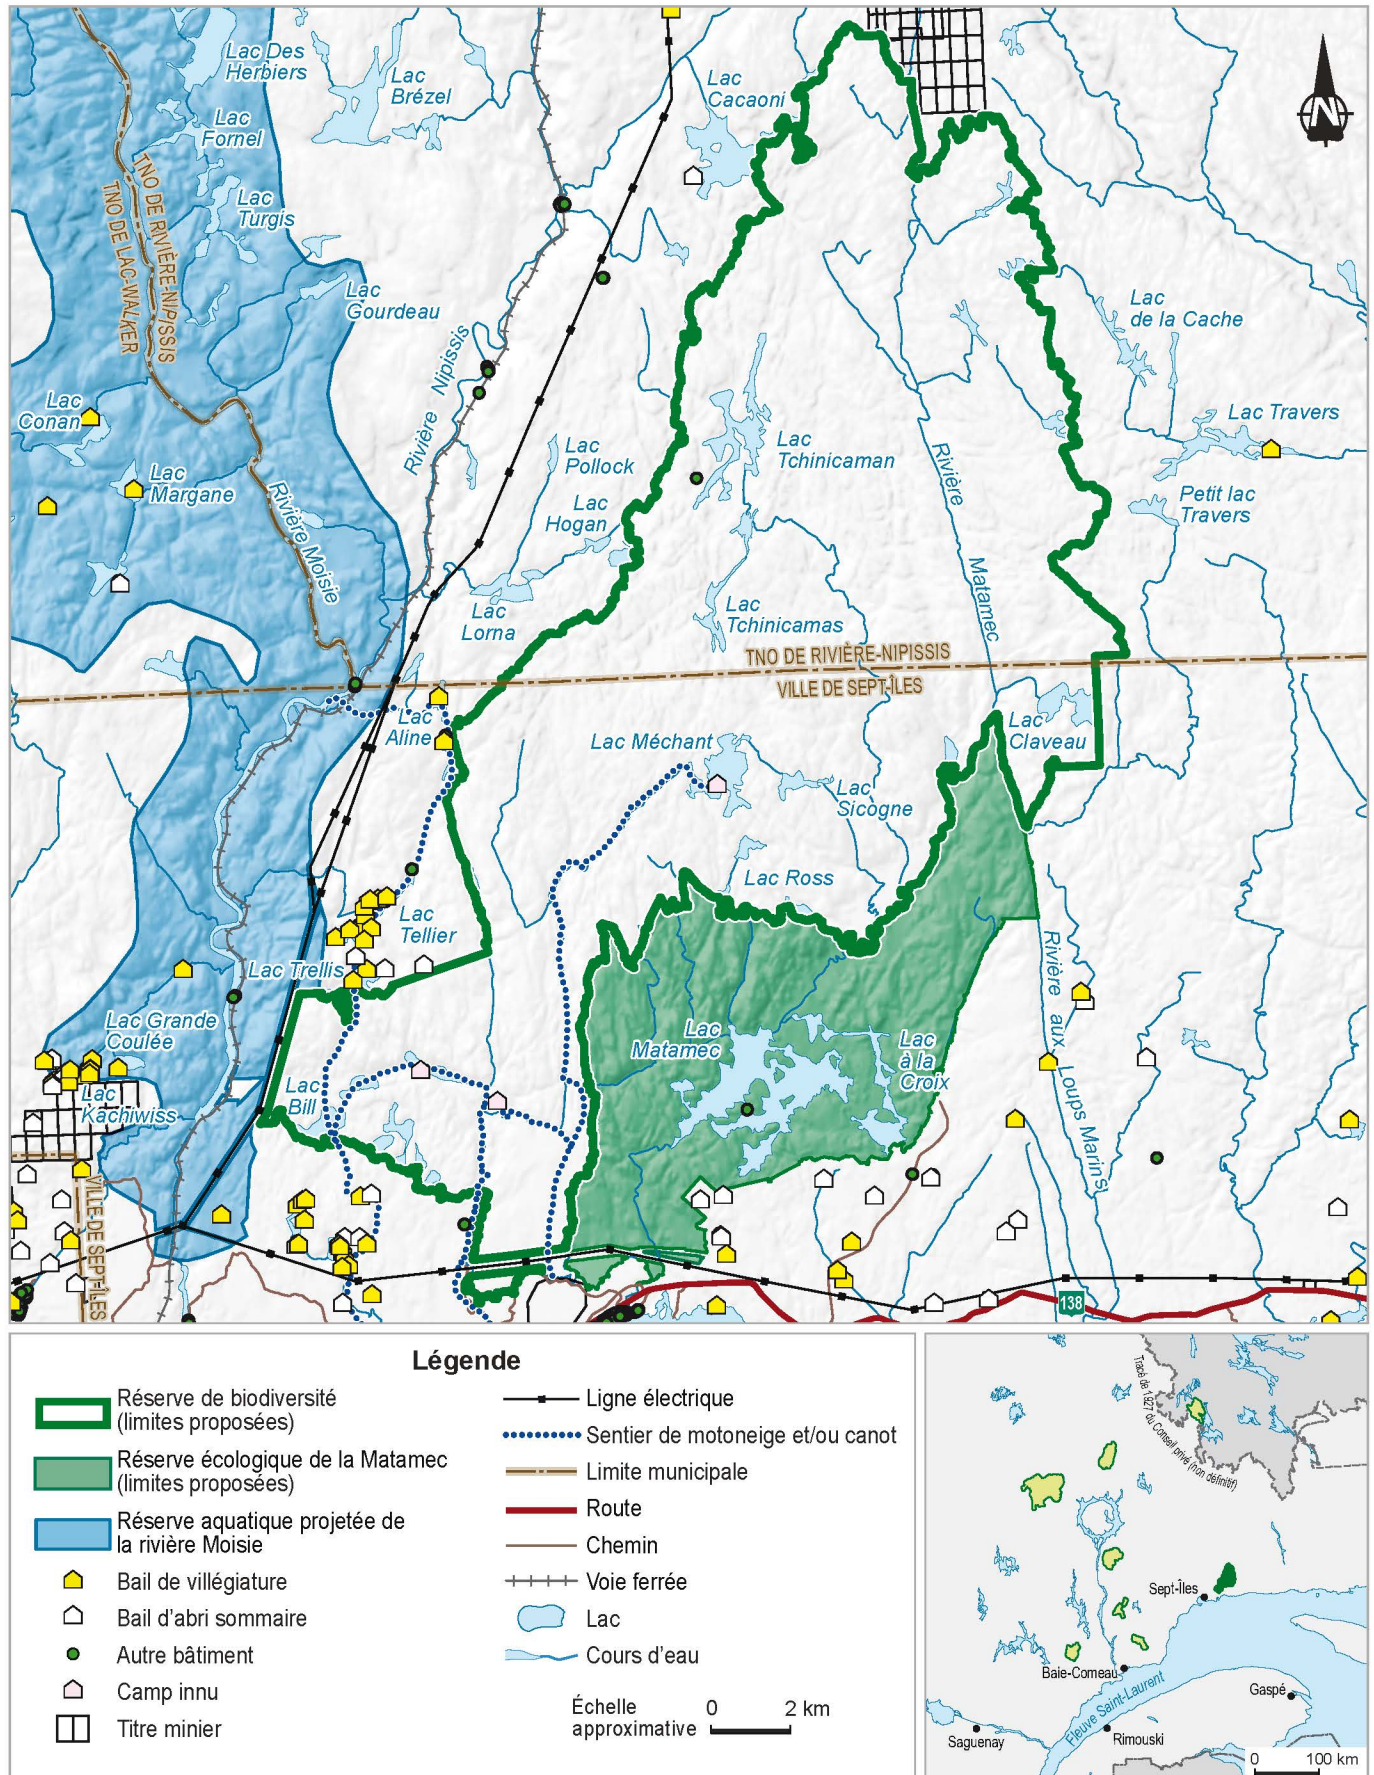 Lac Des
Herbiers
Lac
Brézel
Lac
Cacaoni
N
Lac
Fornel
TNO DE RIVIÈRE-NIPISSIS
TNO DE LAC-WALKER
Lac
Turgis
Lac
Gourdeau
Lac
de la Cache
Rivière Nipissis
Lac
Conan
Lac Travers
Lac
Pollock
Lac
Tchinicaman
Lac
Margane
Rivière
Matamec
Petit lac
Travers
Lac
Hogan
Rivière Moisie
Lac
Lorna
Lac
Tchinicamas
TNO DE RIVIÈRE-NIPISSIS
VILLE DE SEPT-ÎLES
Lac
Aline
Lac Méchant
Lac
Claveau
Lac
Sicogne
Lac Ross
Lac
Tellier
Lac Trellis
Lac Grande
Coulée
Lac
Matamec
Lac
à la
Croix
Rivière aux Loups Marins
Lac
Bill
Lac
Kachiwiss
VILLE DE SEPT-ÎLES
138
Légende
Réserve de biodiversité
(limites proposées)
Réserve écologique de la Matamec
(limites proposées)
Réserve aquatique projetée de
la rivière Moisie
Bail de villégiature
Bail d'abri sommaire
Autre bâtiment
Camp innu
Titre minier
Ligne électrique
Sentier de motoneige et/ou canot
Limite municipale
Route
Chemin
Voie ferrée
Lac
Cours d'eau
Échelle
approximative
0 2 km
Tracé de 1927 du Conseil privé (non définitif)
Sept-Îles
Baie-Comeau
Fleuve Saint-Laurent
Gaspé
Saguenay
Rimouski
0 100 km